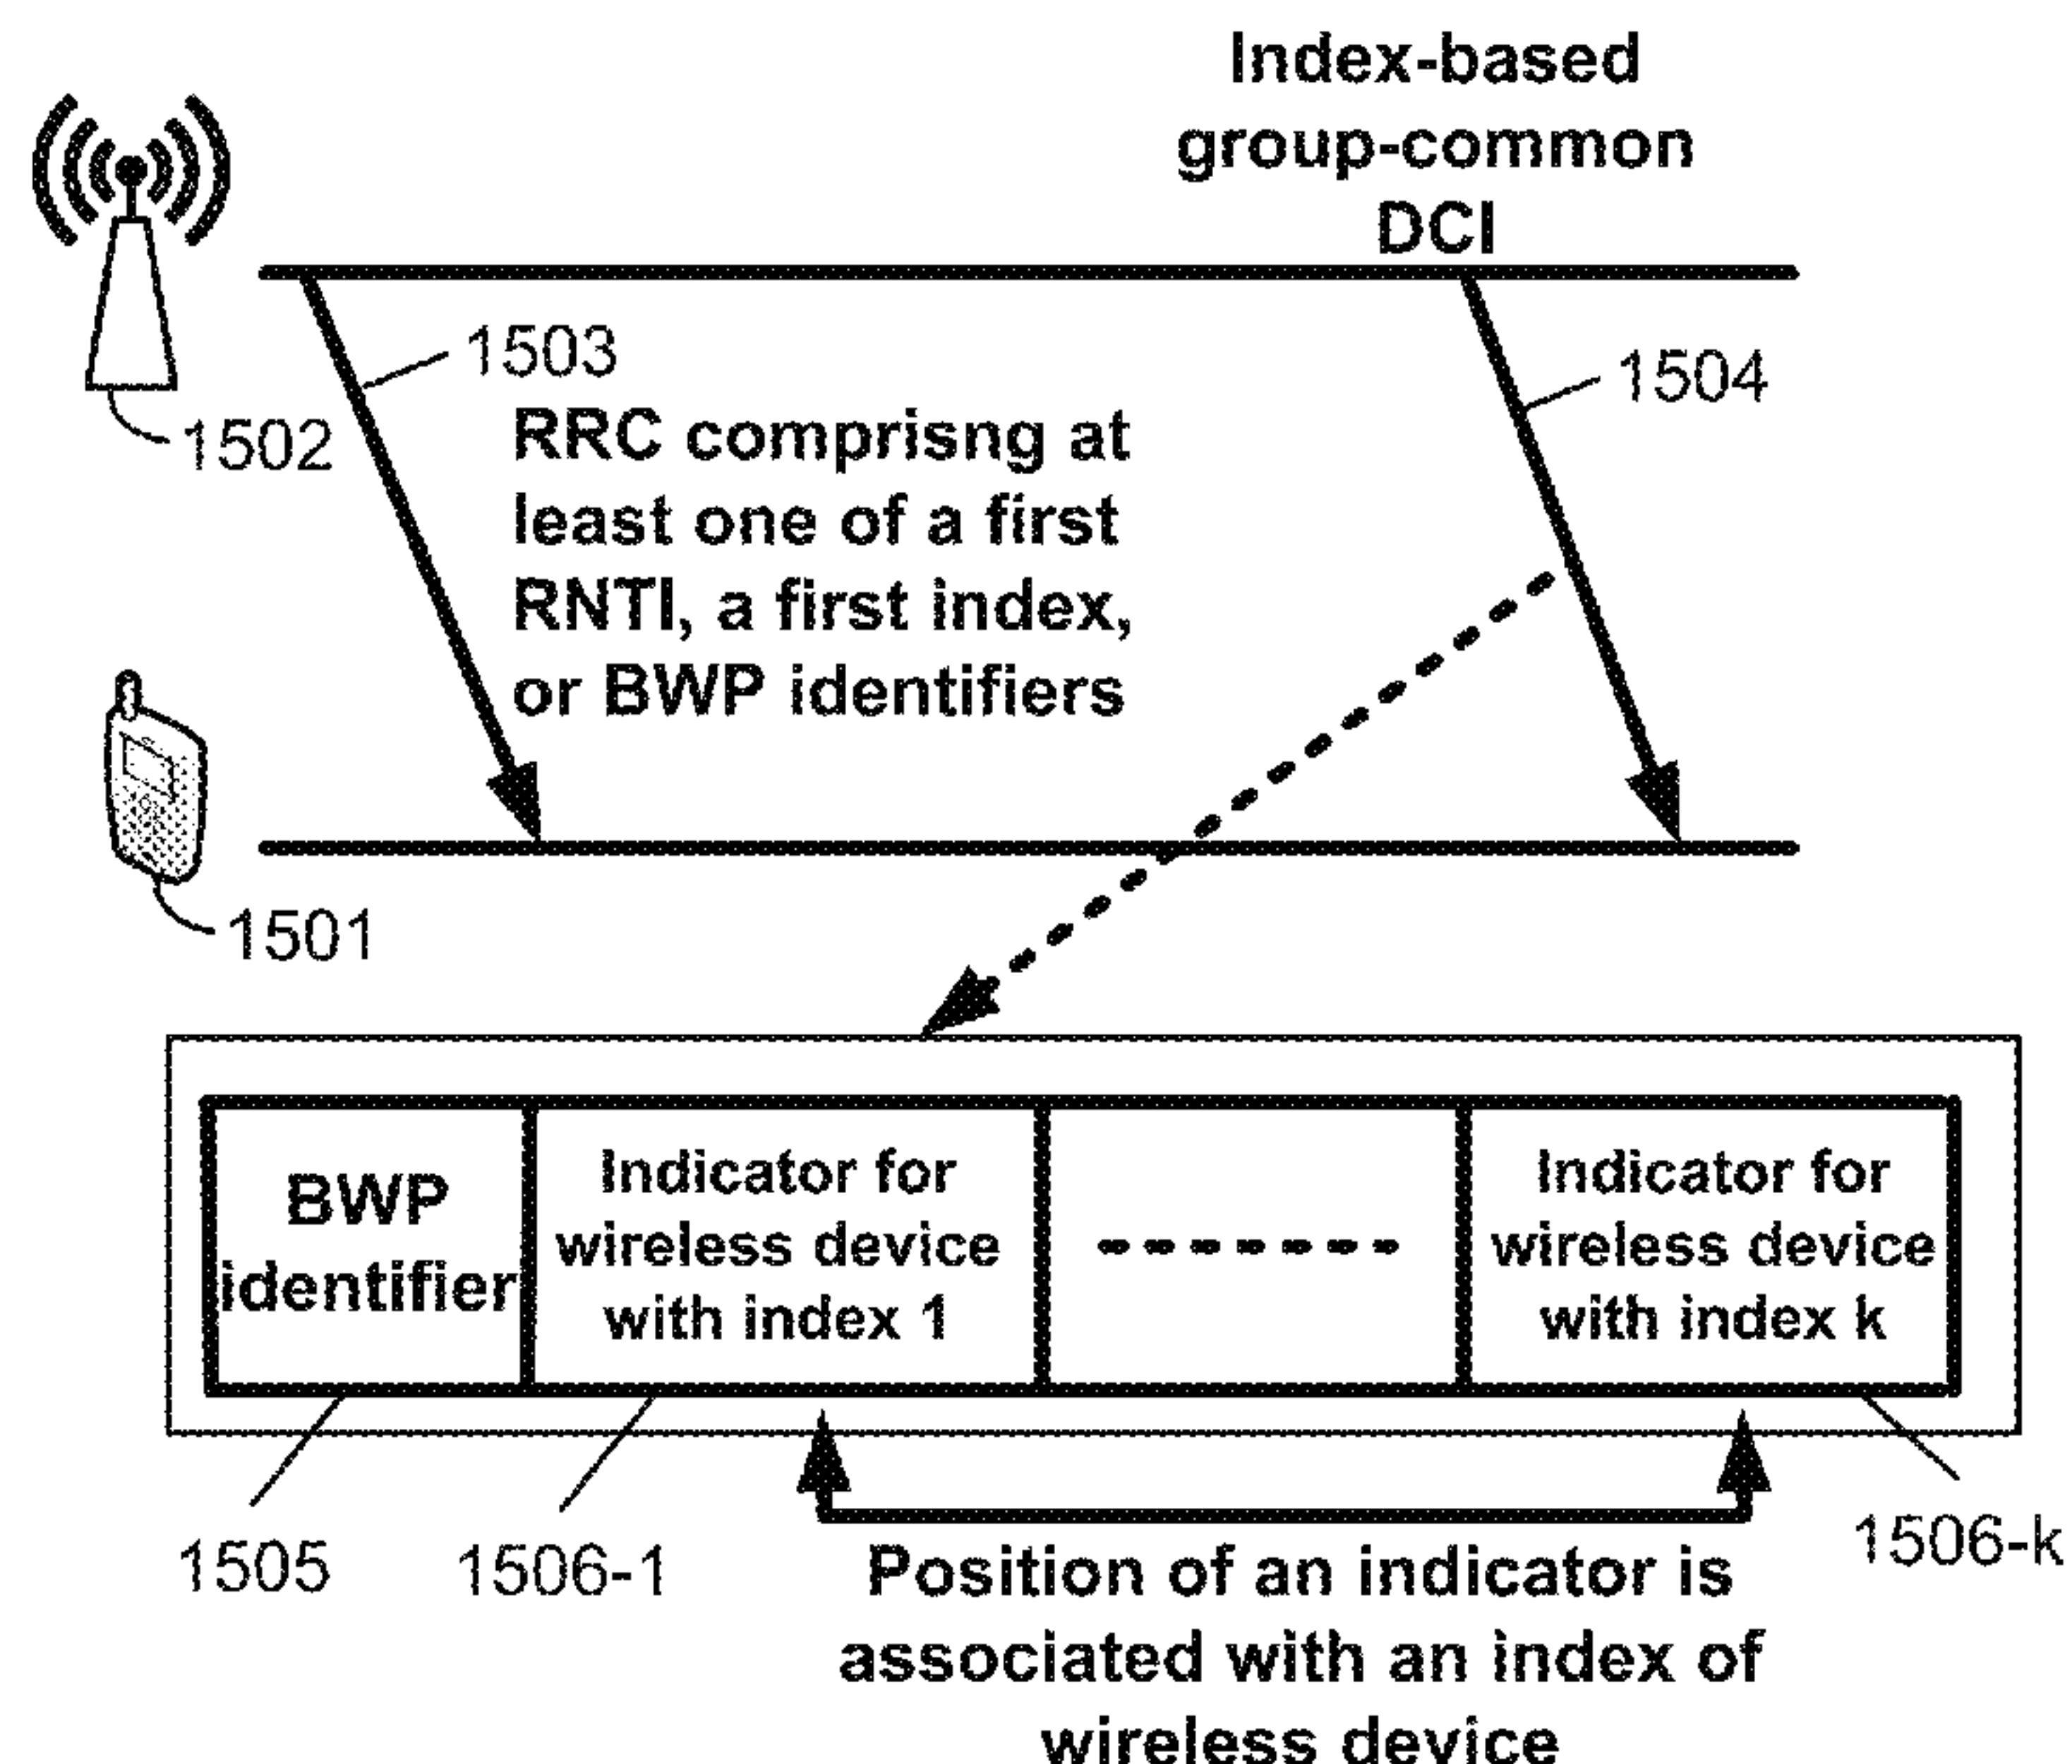 Index-based
group-common
DCI
1503
1504
1502
RRC comprisng at
least one of a first
RNTI, a first index,
or BWP identifiers
1501
BWP
identifier
Indicator for
wireless device
with index 1
Indicator for
wireless device
with index k
1505
1506-1
1506-k
Position of an indicator is
associated with an index of
wireless device